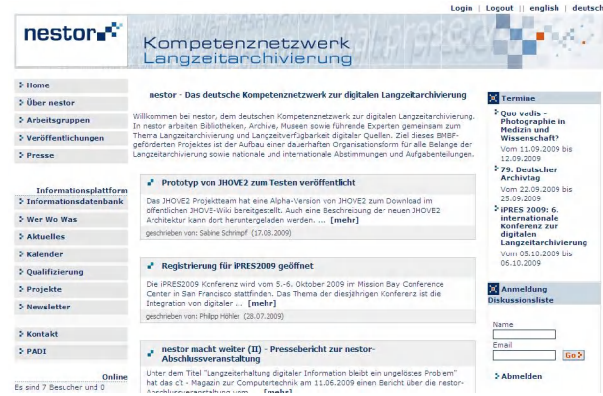 Login | Logout || english | deutsch
nestor
Kompetenznetzwerk
Langzeitarchivierung
Home
Über nestor
Arbeitsgruppen
Veröffentlichungen
Presse
Informationsplattform
Informationsdatenbank
Wer Wo Was
Aktuelles
Kalender
Qualifizierung
Projekte
Newsletter
Kontakt
PADI
Online
Es sind 7 Besucher und 0
nestor - Das deutsche Kompetenznetzwerk zur digitalen Langzeitarchivierung
Willkommen bei nestor, dem deutschen Kompetenznetzwerk zur digitalen Langzeitarchivierung.
In nestor arbeiten Bibliotheken, Archive, Museen sowie führende Experten gemeinsam zum
Thema Langzeitarchivierung und Langzeitverfügbarkeit digitaler Quellen. Ziel dieses BMBF-
geförderten Projektes ist der Aufbau einer dauerhaften Organisationsform für alle Belange der
Langzeitarchivierung sowie nationale und internationale Abstimmungen und Aufgabenteilungen.
Prototyp von JHOVE2 zum Testen veröffentlicht
Das JHOVE2 Projektteam hat eine Alpha-Version von JHOVE2 zum Download im
öffentlichen JHOVE-Wiki bereitgestellt. Auch eine Beschreibung der neuen JHOVE2
Architektur kann dort heruntergeladen werden. ... [mehr]
geschrieben von: Sabine Schrimpf (17.08.2009)
Registrierung für iPRES2009 geöffnet
Die iPRES2009 Konferenz wird vom 5.-6. Oktober 2009 im Mission Bay Conference
Center in San Francisco stattfinden. Das Thema der diesjährigen Konferenz ist die
Integration von digitaler ... [mehr]
geschrieben von: Philipp Höhler (28.07.2009)
nestor macht weiter (II) - Pressebericht zur nestor-
Abschlussveranstaltung
Unter dem Titel "Langzeiterhaltung digitaler Information bleibt ein ungelöstes Problem"
hat das c't - Magazin zur Computertechnik am 11.06.2009 einen Bericht über die nestor-
Abschlussveranstaltung vom ... [mehr]
Termine
Quo vadis -
Photographie in
Medizin und
Wissenschaft?
Vom 11.09.2009 bis
12.09.2009
79. Deutscher
Archivtag
Vom 22.09.2009 bis
25.09.2009
iPRES 2009: 6.
internationale
Konferenz zur
digitalen
Langzeitarchivierung
Vom 05.10.2009 bis
06.10.2009
Anmeldung
Diskussionsliste
Name
Email
Go
Abmelden